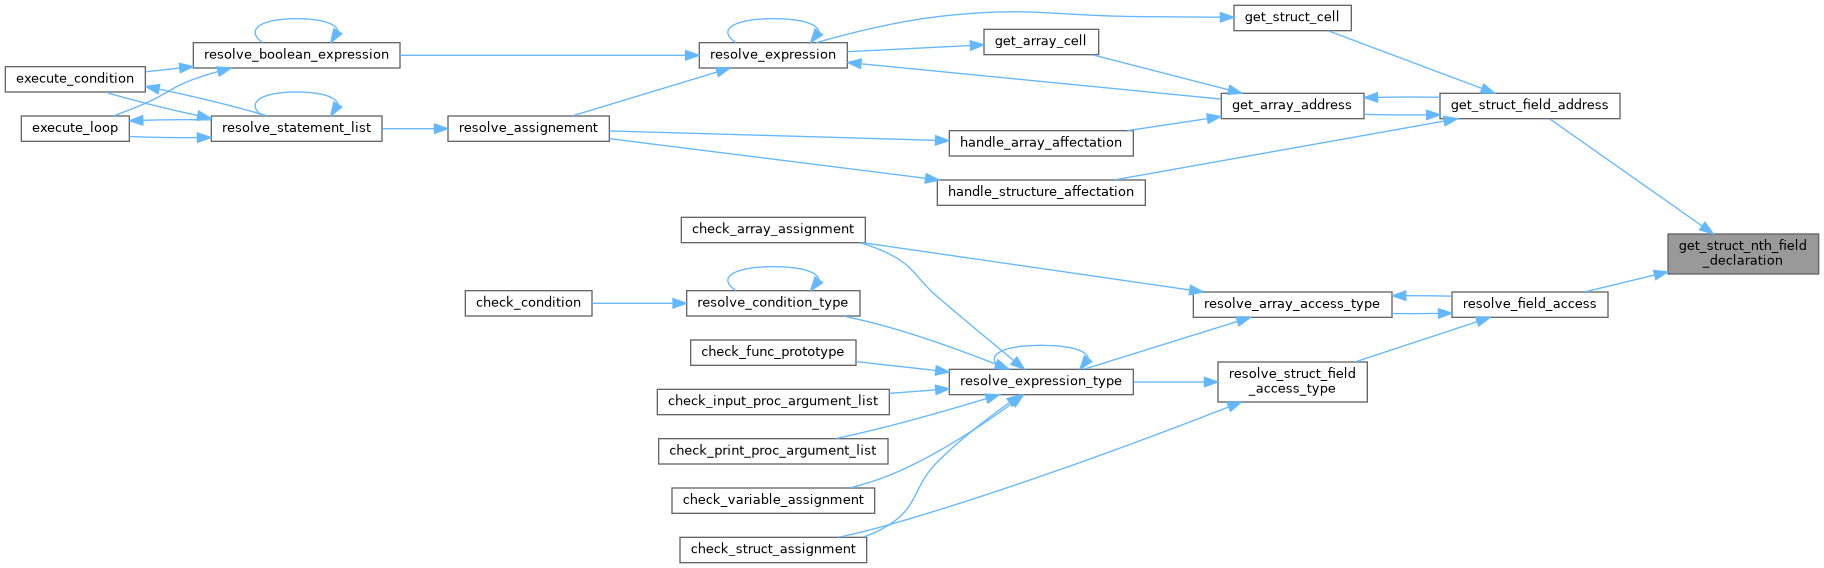 get_struct_cell
get_array_cell
resolve_boolean_expression
resolve_expression
execute_condition
get_array_address
get_struct_field_address
execute_loop
resolve_statement_list
resolve_assignement
handle_array_affectation
handle_structure_affectation
check_array_assignment
get_struct_nth_field
_declaration
check_condition
resolve_condition_type
resolve_array_access_type
resolve_field_access
check_func_prototype
resolve_expression_type
resolve_struct_field
_access_type
check_input_proc_argument_list
check_print_proc_argument_list
check_variable_assignment
check_struct_assignment